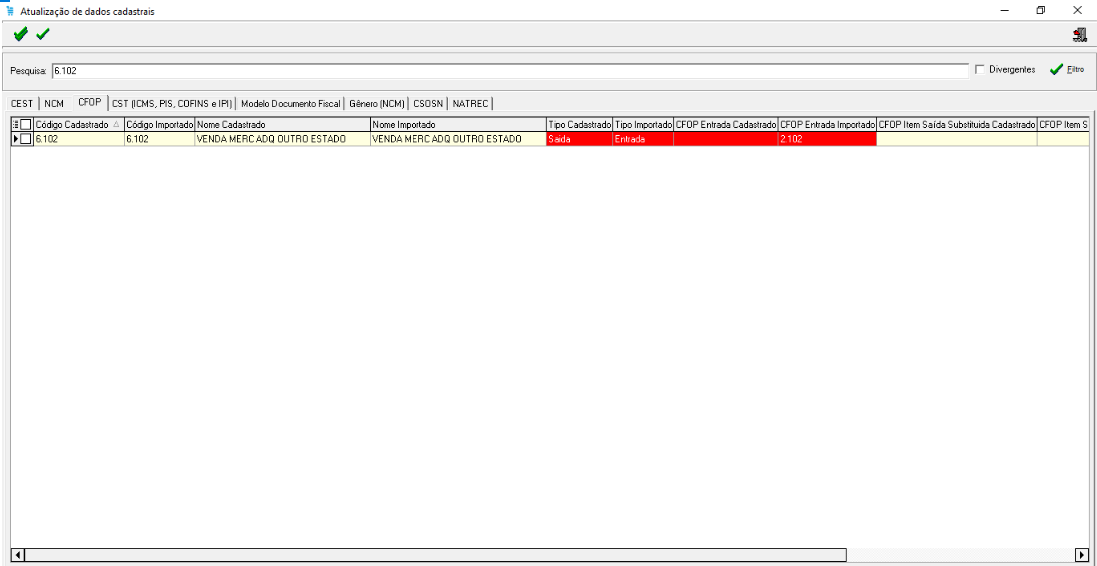 Atualização de dados cadastrais
Pesquisa: 6.102 Divergentes Filtro
CEST NCM CFOP CST (ICMS, PIS, COFINS e IPI) Modelo Documento Fiscal Gênero (NCM) CSOSN NATREC
Código Cadastrado Código Importado Nome Cadastrado Nome Importado Tipo Cadastrado Tipo Importado CFOP Entrada Cadastrado CFOP Entrada Importado CFOP Item Saída Substituida Cadastrado CFOP Item S
6.102 6.102 VENDA MERC ADQ OUTRO ESTADO VENDA MERC ADQ OUTRO ESTADO Saída Entrada 2.102